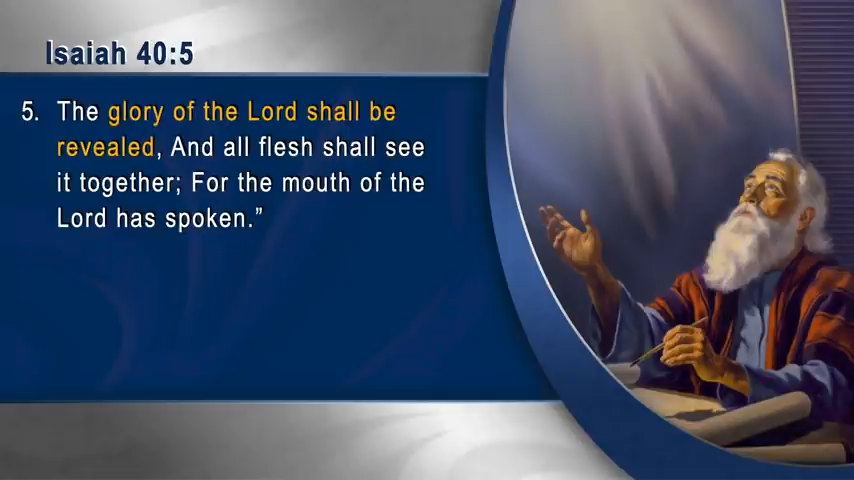 Isaiah 40:5
5. The glory of the Lord shall be
revealed, And all flesh shall see
it together; For the mouth of the
Lord has spoken.”